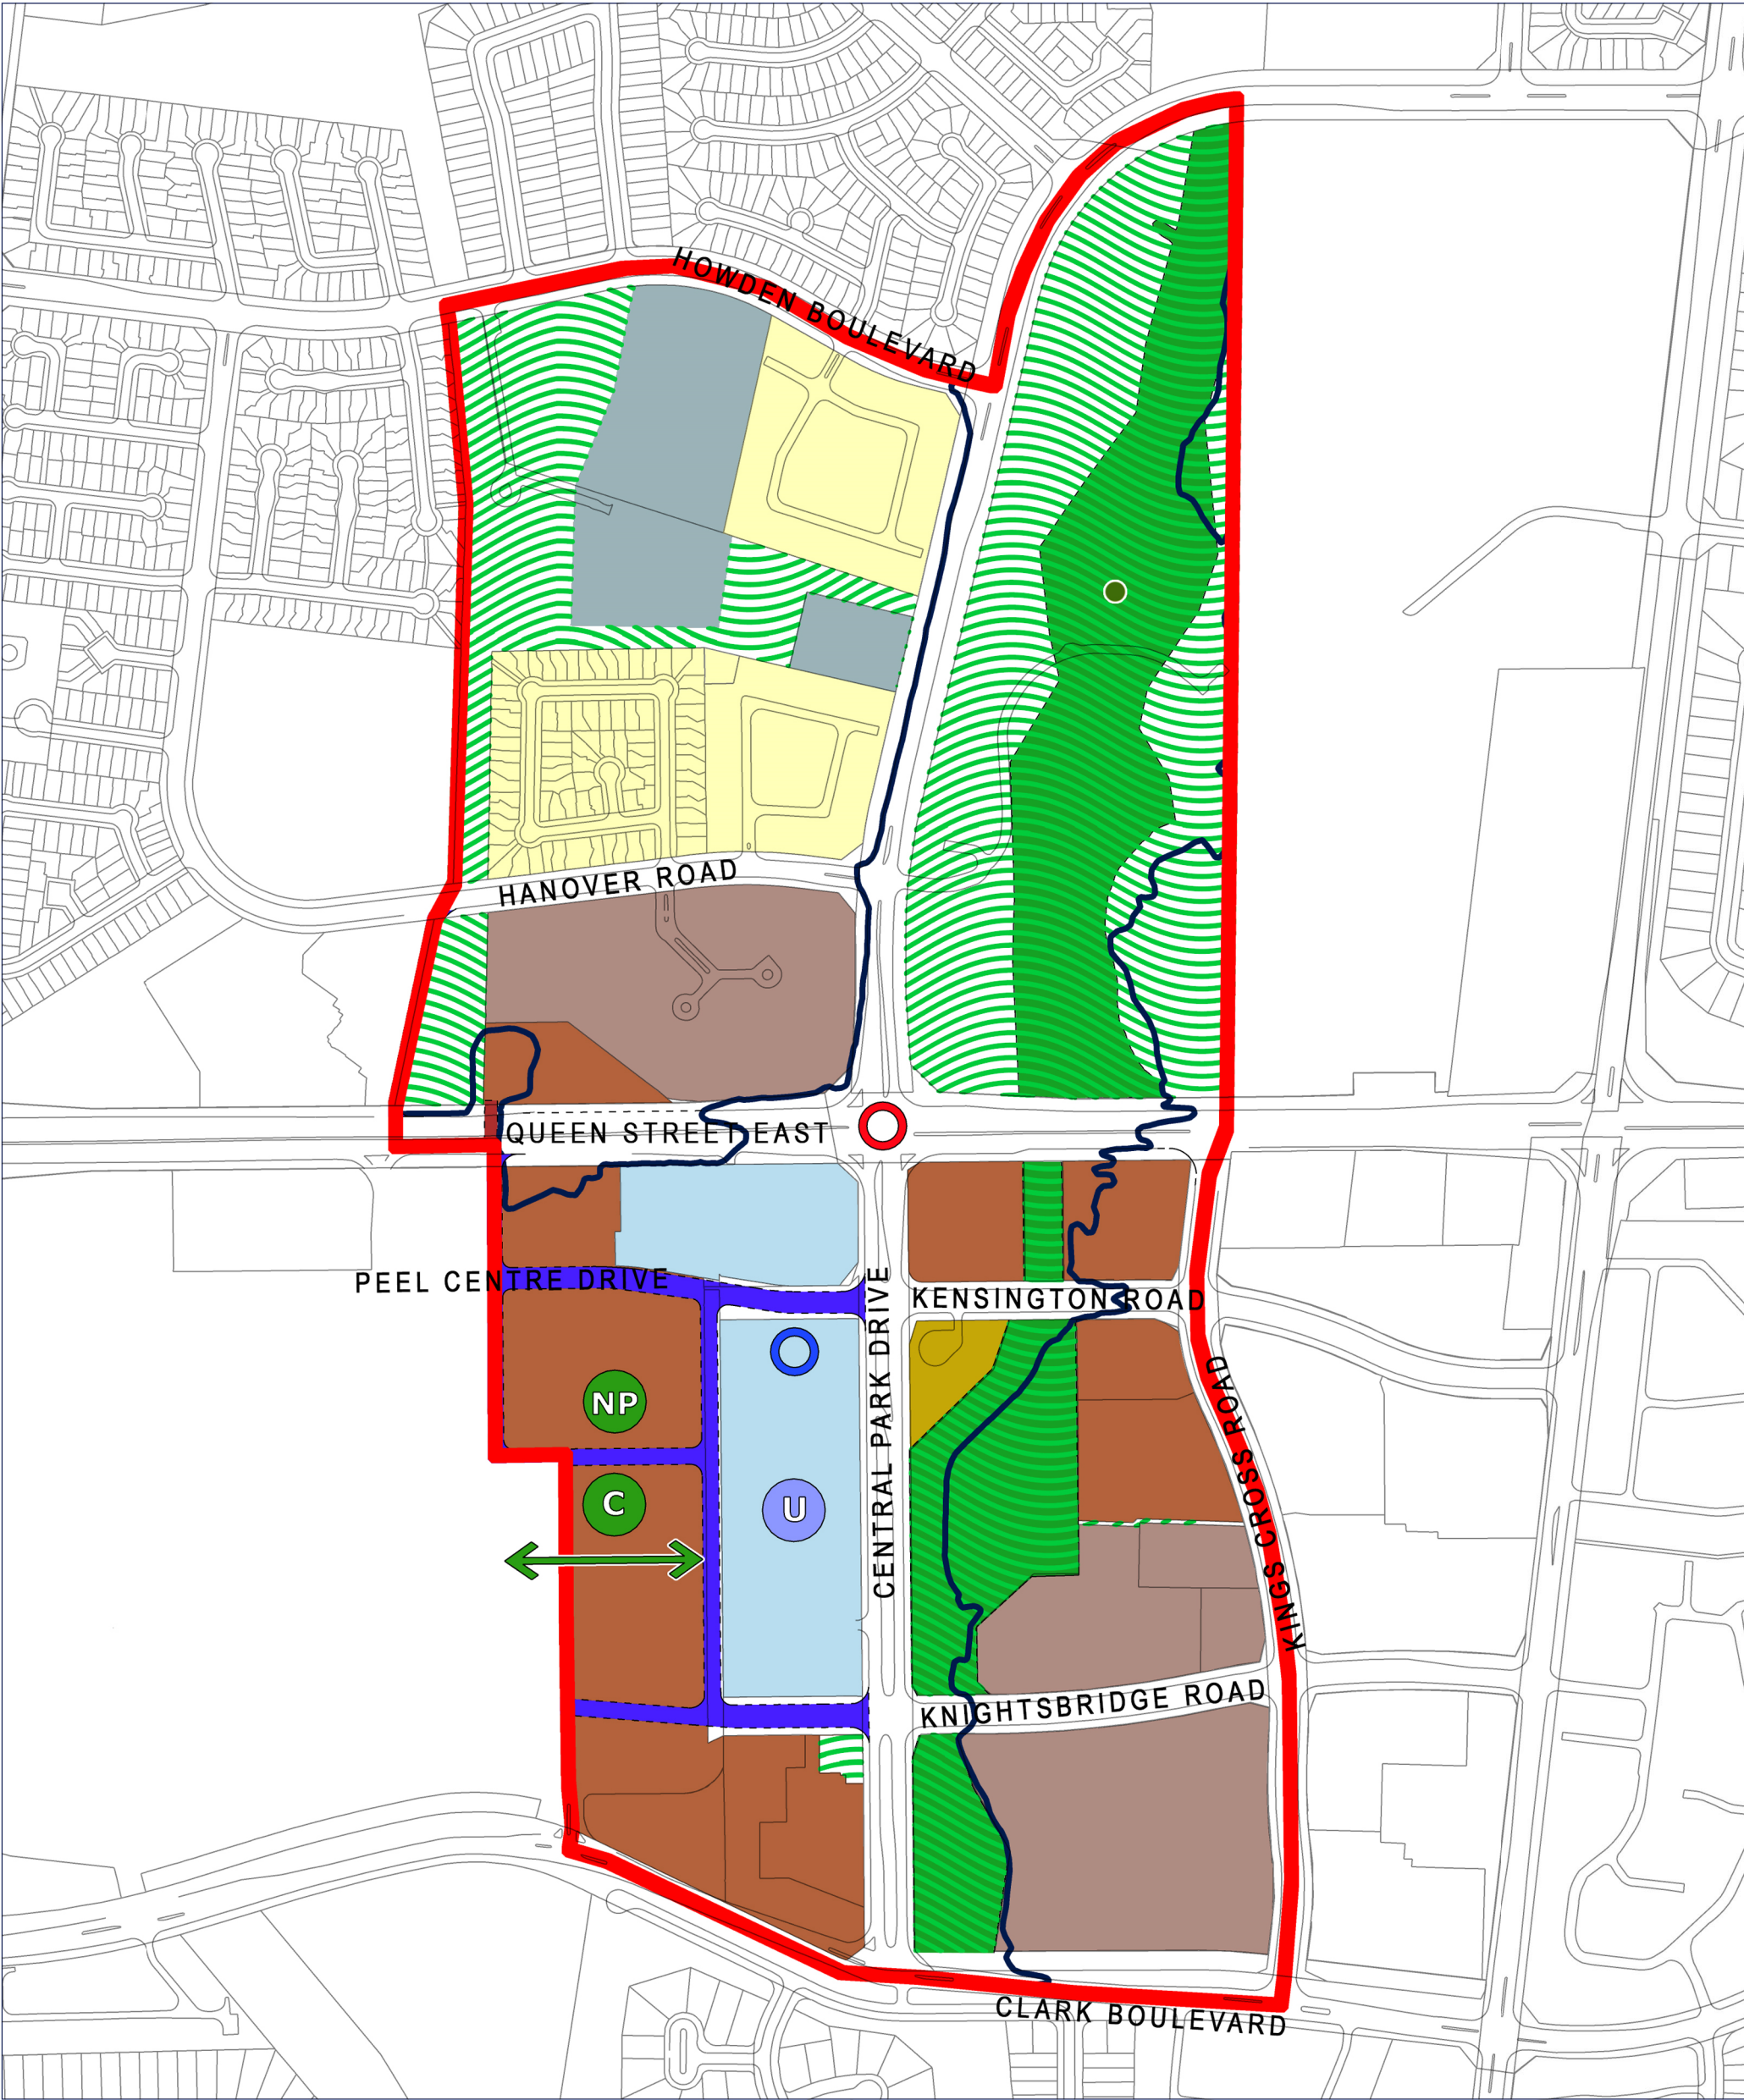 HOWDEN BOULEVARD
HANOVER ROAD
QUEEN STREET EAST
PEEL CENTRE DRIVE
KENSINGTON ROAD
CENTRAL PARK DRIVE
KINGS CROSS ROAD
NP
C
U
KNIGHTSBRIDGE ROAD
CLARK BOULEVARD